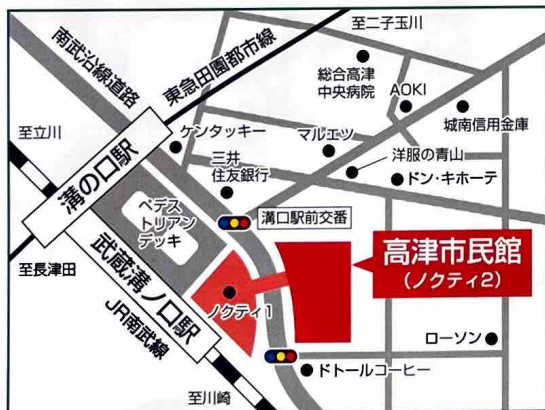 至二子玉川
南武沿線道路
東急田園都市線
総合高津
中央病院
AOKI
城南信用金庫
至立川
ケンタッキー
マルエツ
洋服の青山
三井
住友銀行
ドン・キホーテ
溝の口駅
ペデス
トリアン
デッキ
溝口駅前交番
高津市民館
(ノクティ2)
至長津田
武蔵溝ノ口駅
JR南武線
ノクティ1
ローソン
ドトールコーヒー
至川崎